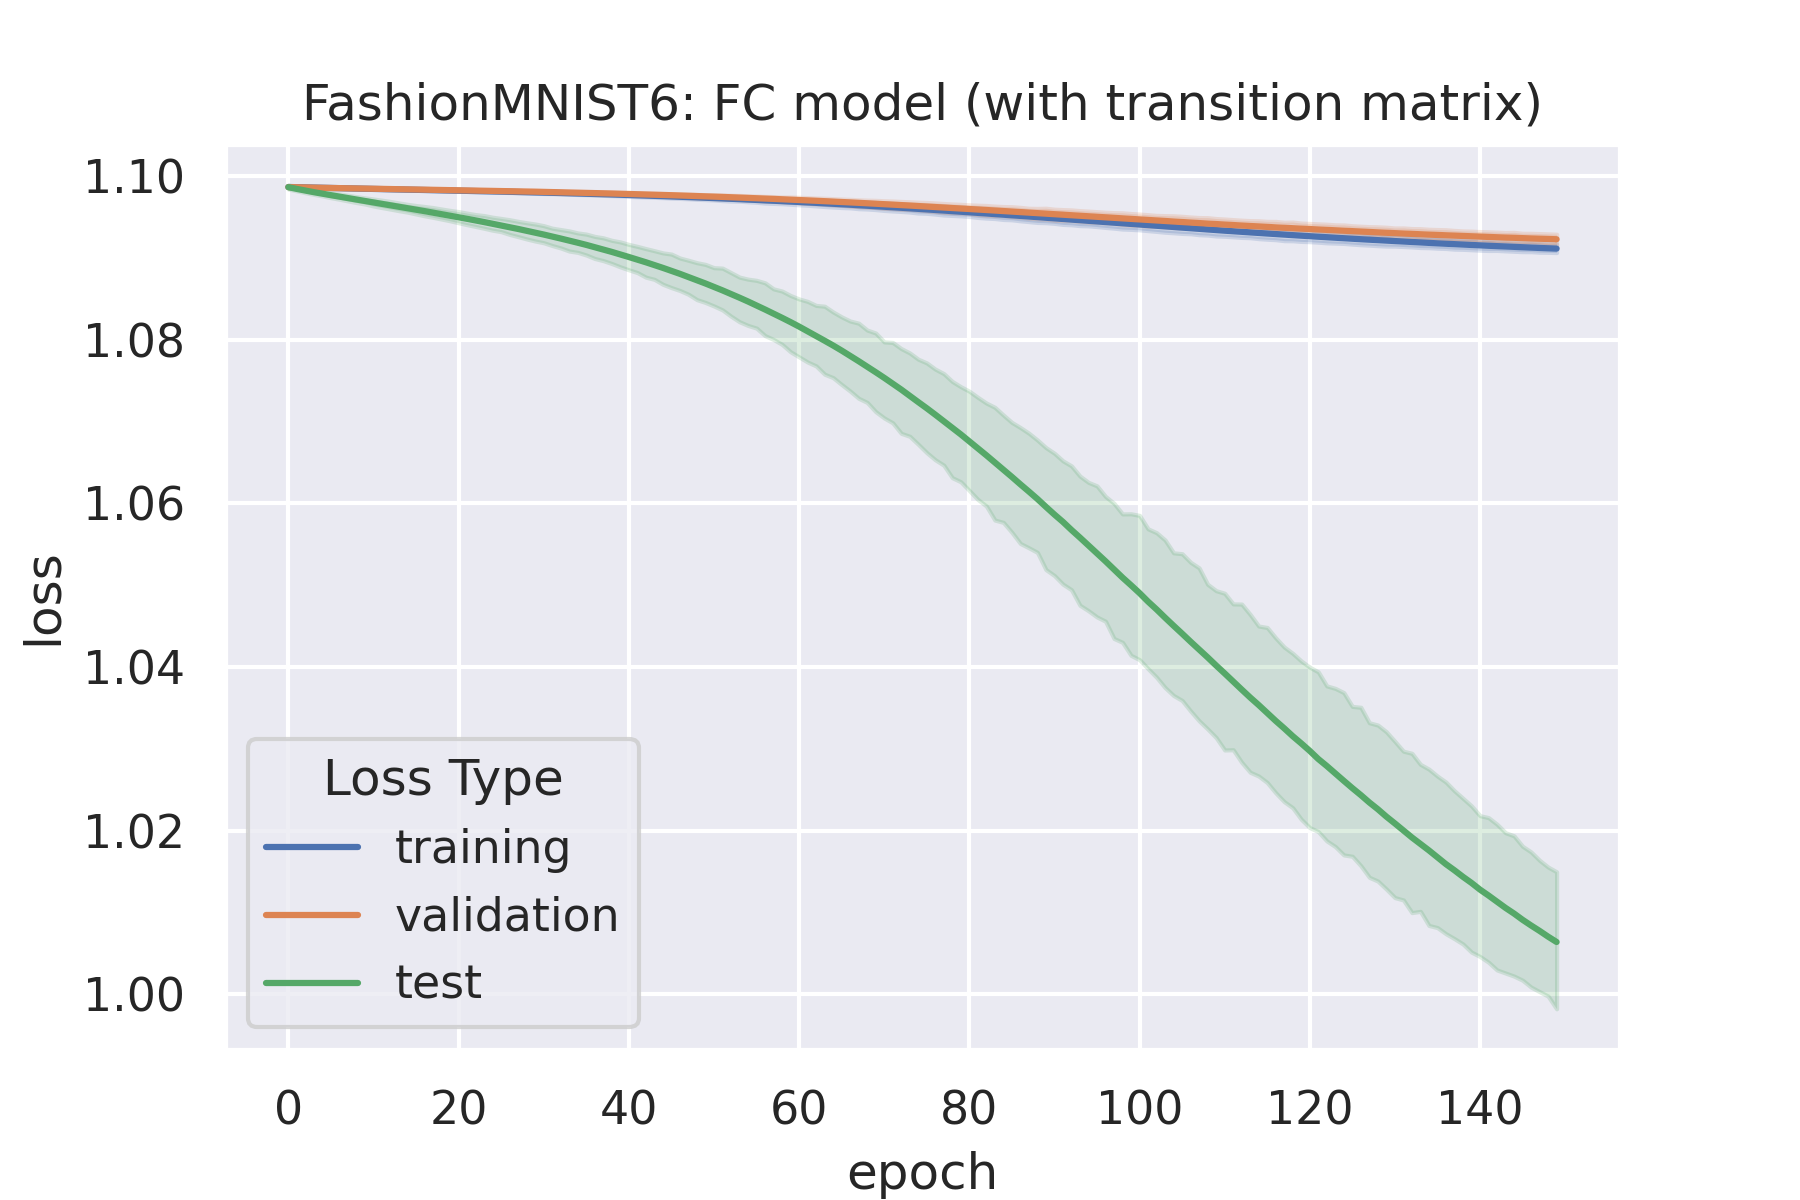 FashionMNIST6: FC model (with transition matrix)
1.10
1.08
1.06
1.04
1.02
1.00
loss
Loss Type
training
validation
test
0 20 40 60 80 100 120 140
epoch